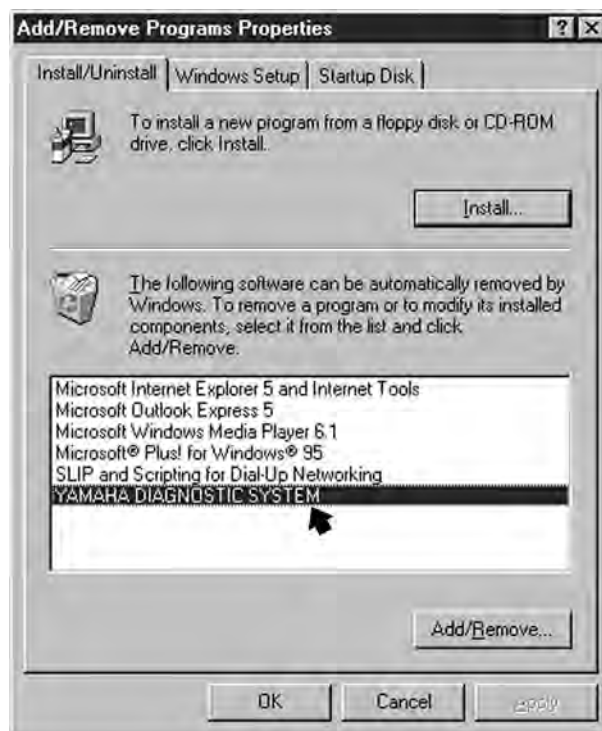 Add/Remove Programs Properties
Install/Uninstall Windows Setup Startup Disk
To install a new program from a floppy disk or CD-ROM
drive, click Install.
Install...
The following software can be automatically removed by
Windows. To remove a program or to modify its installed
components, select it from the list and click
Add/Remove.
Microsoft Internet Explorer 5 and Internet Tools
Microsoft Outlook Express 5
Microsoft Windows Media Player 6.1
Microsoft® Plus! for Windows® 95
SLIP and Scripting for Dial-Up Networking
YAMAHA DIAGNOSTIC SYSTEM
Add/Remove...
OK Cancel Apply